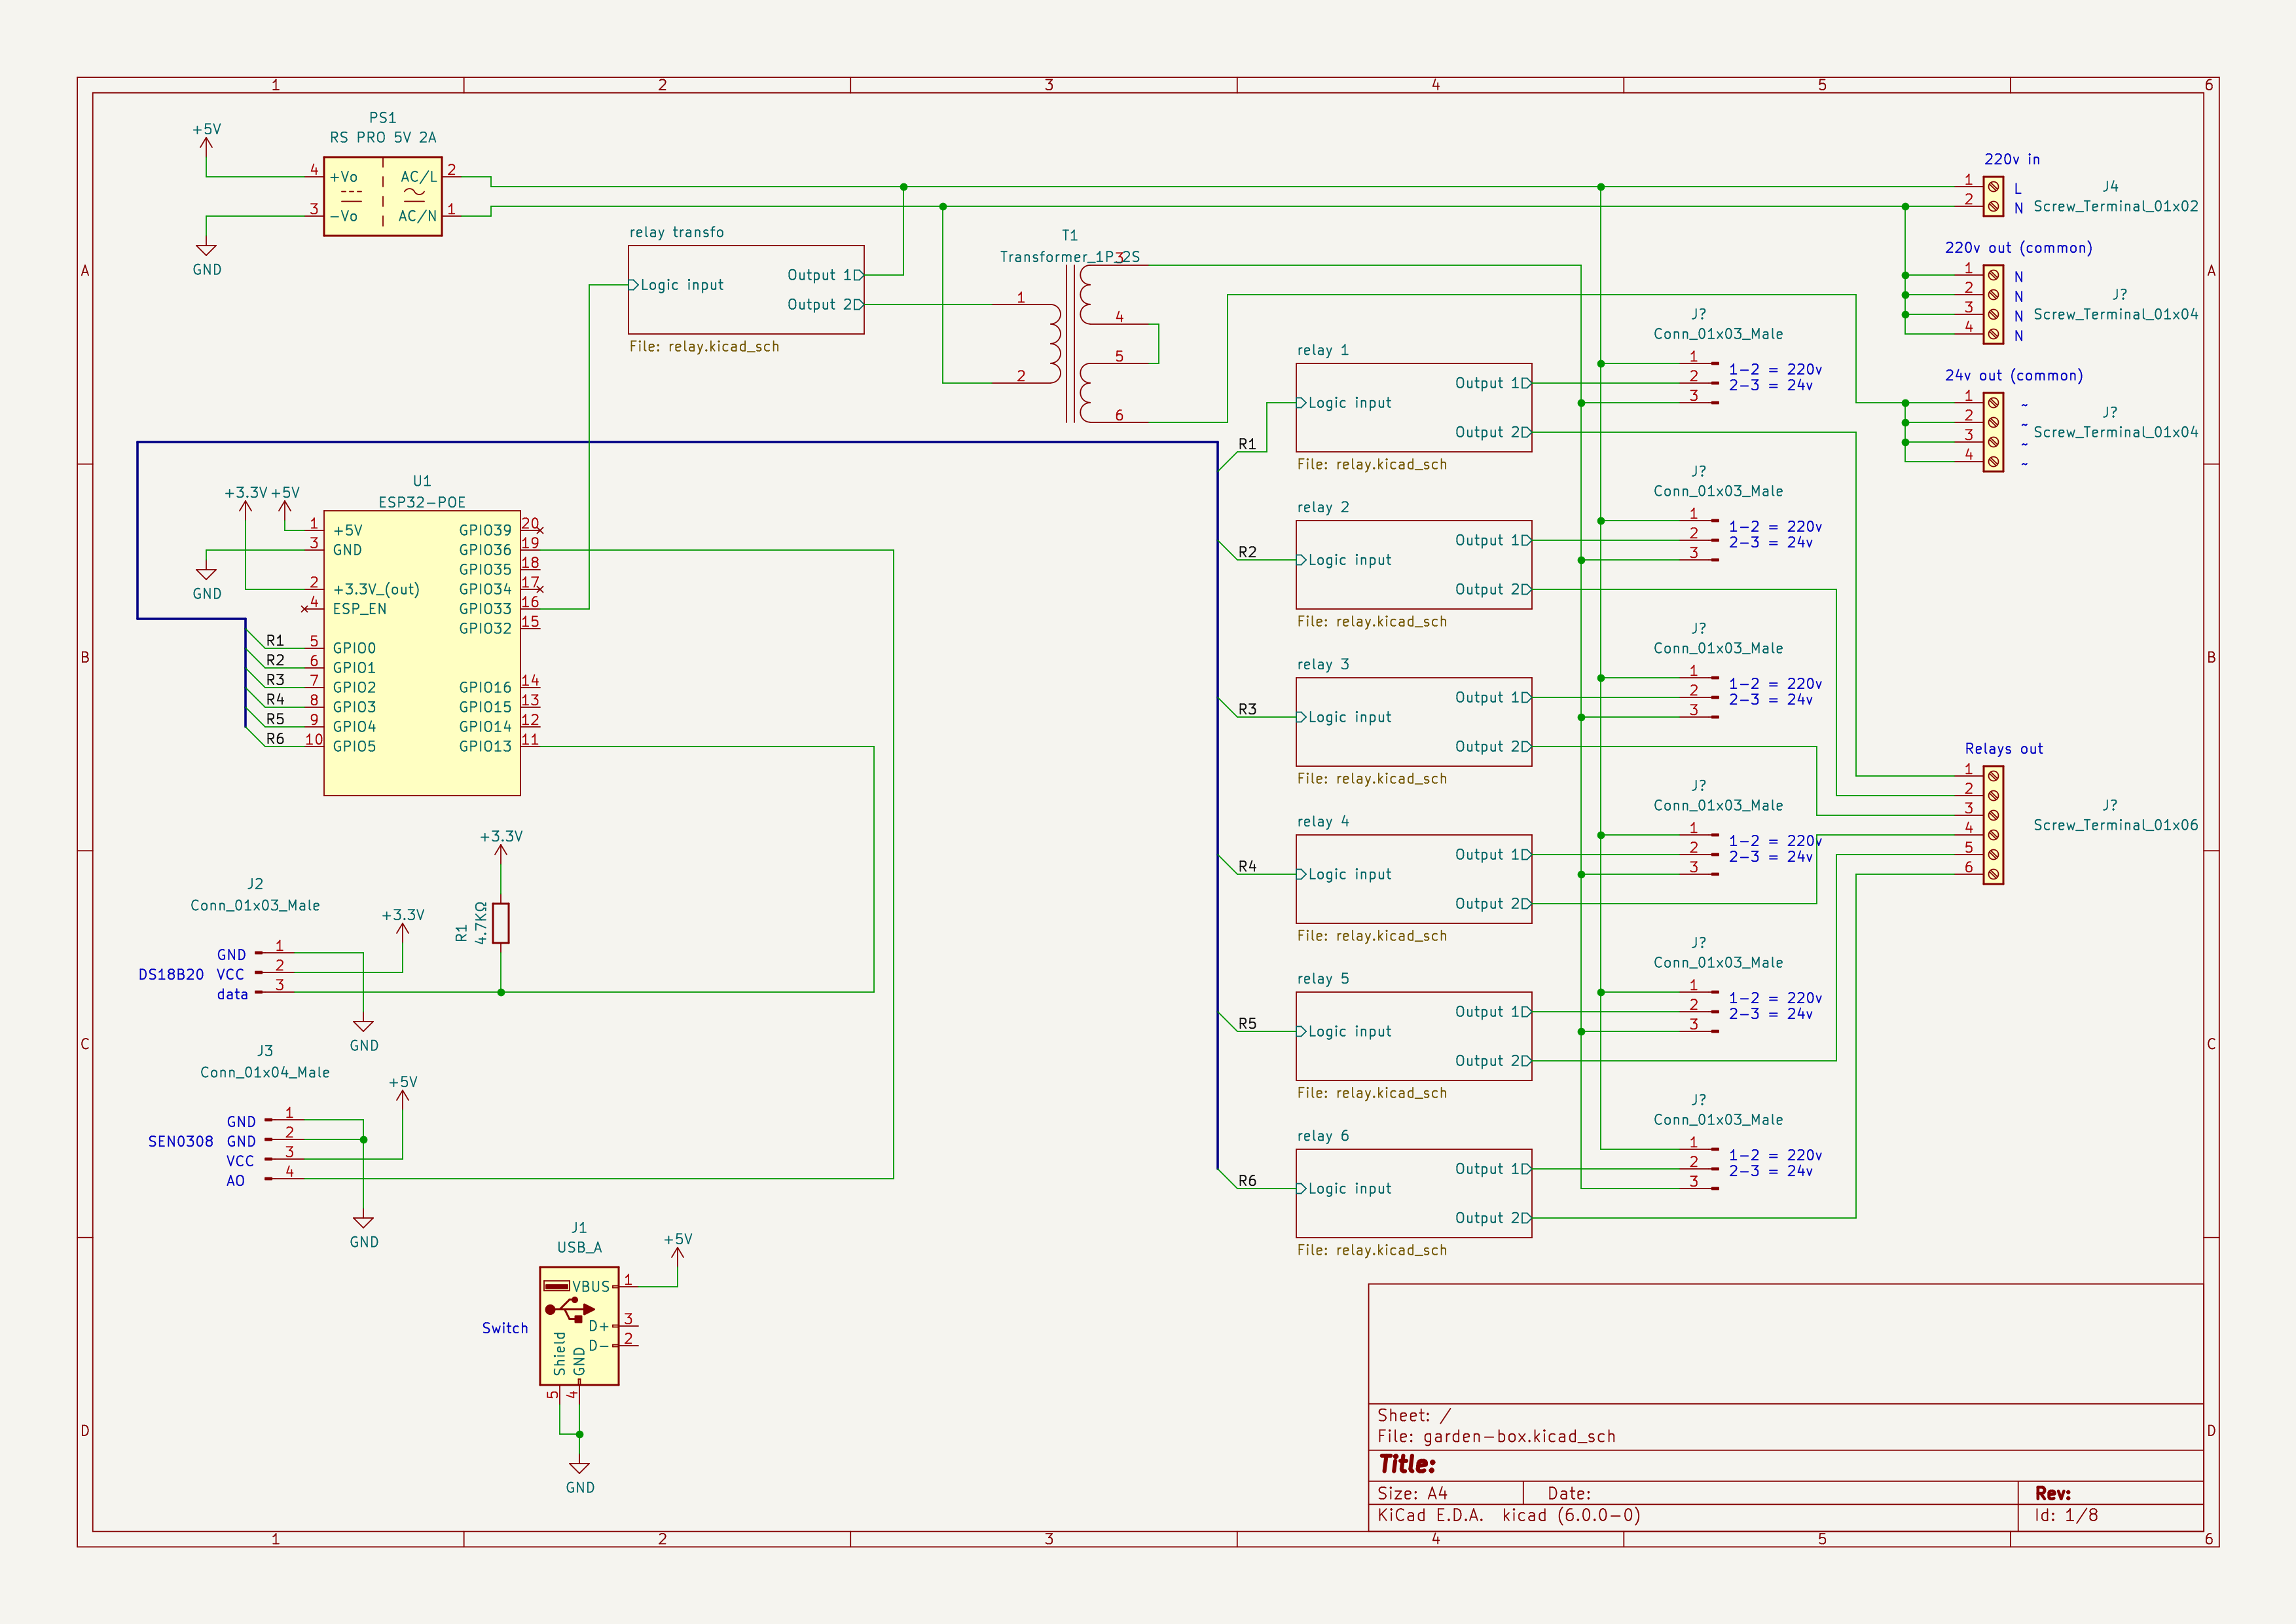 1 2 3 4 5 6
A
B
C
D
A
B
C
D
1 2 3 4 5 6
PS1
RS PRO 5V 2A
+5V
4 +Vo AC/L 2
3 -Vo AC/N 1
GND
relay transfo
Logic input
Output 1
Output 2
File: relay.kicad_sch
T1
Transformer_1P_2S
1
2
3
4
5
6
220v in
1 L
2 N
J4
Screw_Terminal_01x02
220v out (common)
1 N
2 N
3 N
4 N
J?
Screw_Terminal_01x04
24v out (common)
1 ~
2 ~
3 ~
4 ~
J?
Screw_Terminal_01x04
U1
ESP32-POE
+3.3V +5V
GND
1 +5V
3 GND
2 +3.3V_(out)
4 ESP_EN
R1 5 GPIO0
R2 6 GPIO1
R3 7 GPIO2
R4 8 GPIO3
R5 9 GPIO4
R6 10 GPIO5
GPIO39 20
GPIO36 19
GPIO35 18
GPIO34 17
GPIO33 16
GPIO32 15
GPIO16 14
GPIO15 13
GPIO14 12
GPIO13 11
relay 1
R1
Logic input
Output 1
Output 2
File: relay.kicad_sch
J?
Conn_01x03_Male
1
2
3
1-2 = 220v
2-3 = 24v
relay 2
R2
Logic input
Output 1
Output 2
File: relay.kicad_sch
J?
Conn_01x03_Male
1
2
3
1-2 = 220v
2-3 = 24v
relay 3
R3
Logic input
Output 1
Output 2
File: relay.kicad_sch
J?
Conn_01x03_Male
1
2
3
1-2 = 220v
2-3 = 24v
relay 4
R4
Logic input
Output 1
Output 2
File: relay.kicad_sch
J?
Conn_01x03_Male
1
2
3
1-2 = 220v
2-3 = 24v
relay 5
R5
Logic input
Output 1
Output 2
File: relay.kicad_sch
J?
Conn_01x03_Male
1
2
3
1-2 = 220v
2-3 = 24v
relay 6
R6
Logic input
Output 1
Output 2
File: relay.kicad_sch
J?
Conn_01x03_Male
1
2
3
1-2 = 220v
2-3 = 24v
Relays out
1
2
3
4
5
6
J?
Screw_Terminal_01x06
+3.3V
R1
4.7KΩ
J2
Conn_01x03_Male
+3.3V
GND 1
DS18B20 VCC 2
data 3
GND
J3
Conn_01x04_Male
+5V
GND 1
SEN0308 GND 2
VCC 3
AO 4
GND
J1
USB_A
+5V
VBUS 1
D+ 3
D- 2
Switch
Shield 5
GND 4
GND
Sheet: /
File: garden-box.kicad_sch
Title:
Size: A4 Date: Rev:
KiCad E.D.A. kicad (6.0.0-0) Id: 1/8